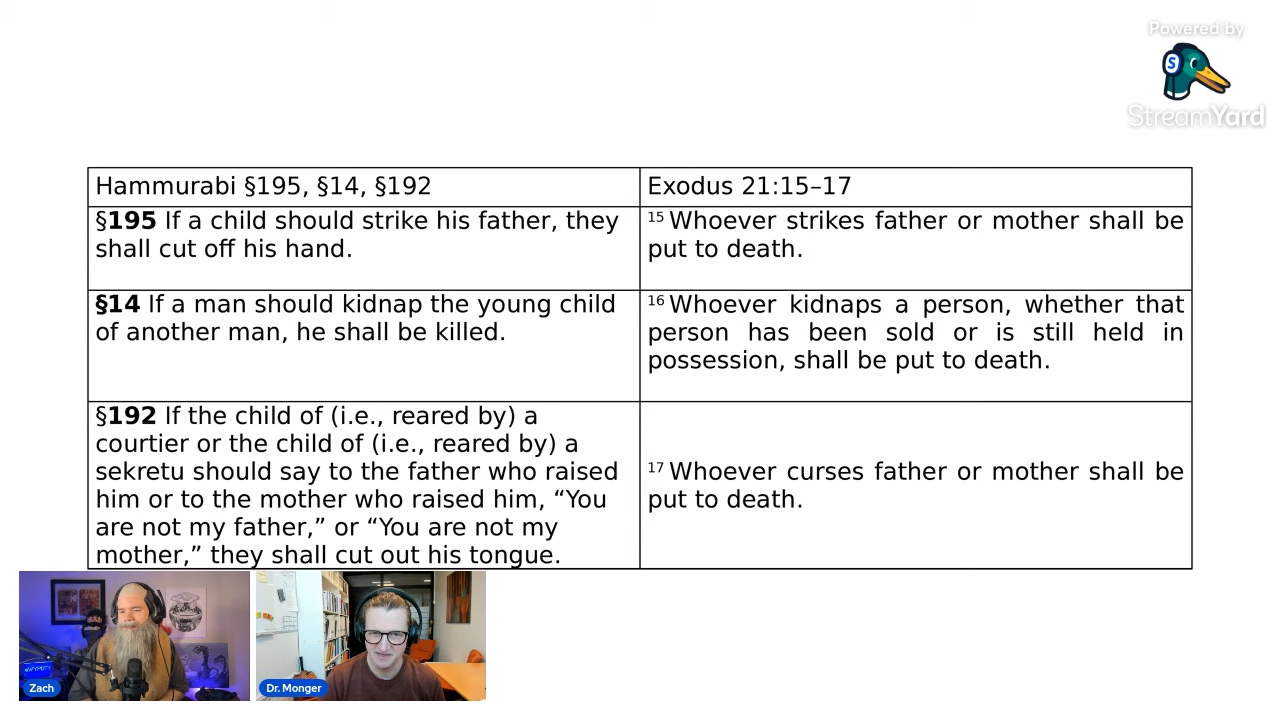 Powered by
StreamYard
Hammurabi §195, §14, §192
Exodus 21:15–17
§195 If a child should strike his father, they
shall cut off his hand.
15 Whoever strikes father or mother shall be
put to death.
§14 If a man should kidnap the young child
of another man, he shall be killed.
16 Whoever kidnaps a person, whether that
person has been sold or is still held in
possession, shall be put to death.
§192 If the child of (i.e., reared by) a
courtier or the child of (i.e., reared by) a
sekretu should say to the father who raised
him or to the mother who raised him, “You
are not my father,” or “You are not my
mother,” they shall cut out his tongue.
17 Whoever curses father or mother shall be
put to death.
#WYPDTY
Zach
Dr. Monger